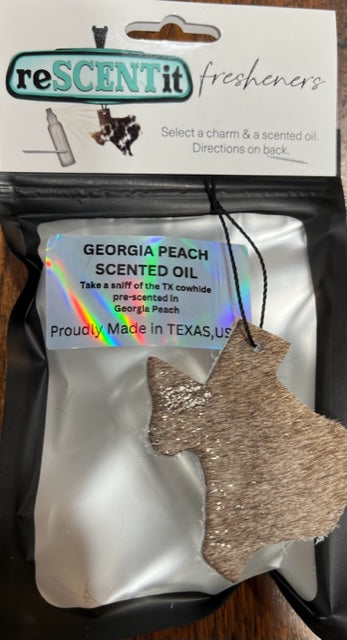 reSCENTit fresheners
Select a charm & a scented oil.
Directions on back.
GEORGIA PEACH
SCENTED OIL
Take a sniff of the TX cowhide
pre-scented in
Georgia Peach
Proudly Made in TEXAS,US